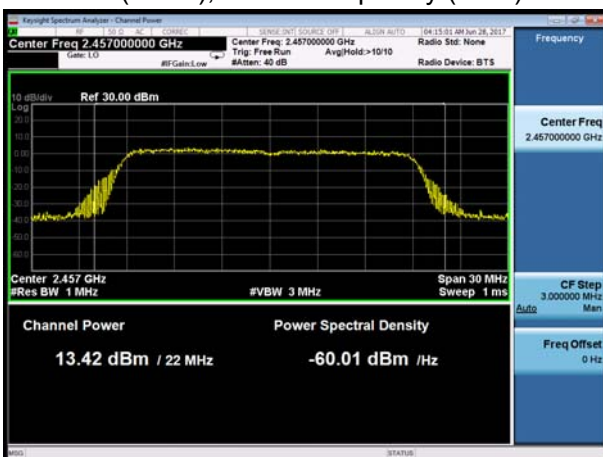 Keysight Spectrum Analyzer - Channel Power
RF 50 Ω AC CORREC SENSE:INT SOURCE OFF ALIGN AUTO 04:15:01 AM Jun 28, 2017
Center Freq 2.457000000 GHz
Gate: LO
#IFGain:Low
Center Freq: 2.457000000 GHz
Trig: Free Run Avg|Hold:>10/10
#Atten: 40 dB
Radio Std: None
Radio Device: BTS
Frequency
10 dB/div Ref 30.00 dBm
Log
20.0
10.0
0.00
-10.0
-20.0
-30.0
-40.0
-50.0
-60.0
Center 2.457 GHz Span 30 MHz
#Res BW 1 MHz #VBW 3 MHz Sweep 1 ms
Channel Power Power Spectral Density
13.42 dBm / 22 MHz -60.01 dBm /Hz
Center Freq
2.457000000 GHz
CF Step
3.000000 MHz
Auto Man
Freq Offset
0 Hz
MSG STATUS